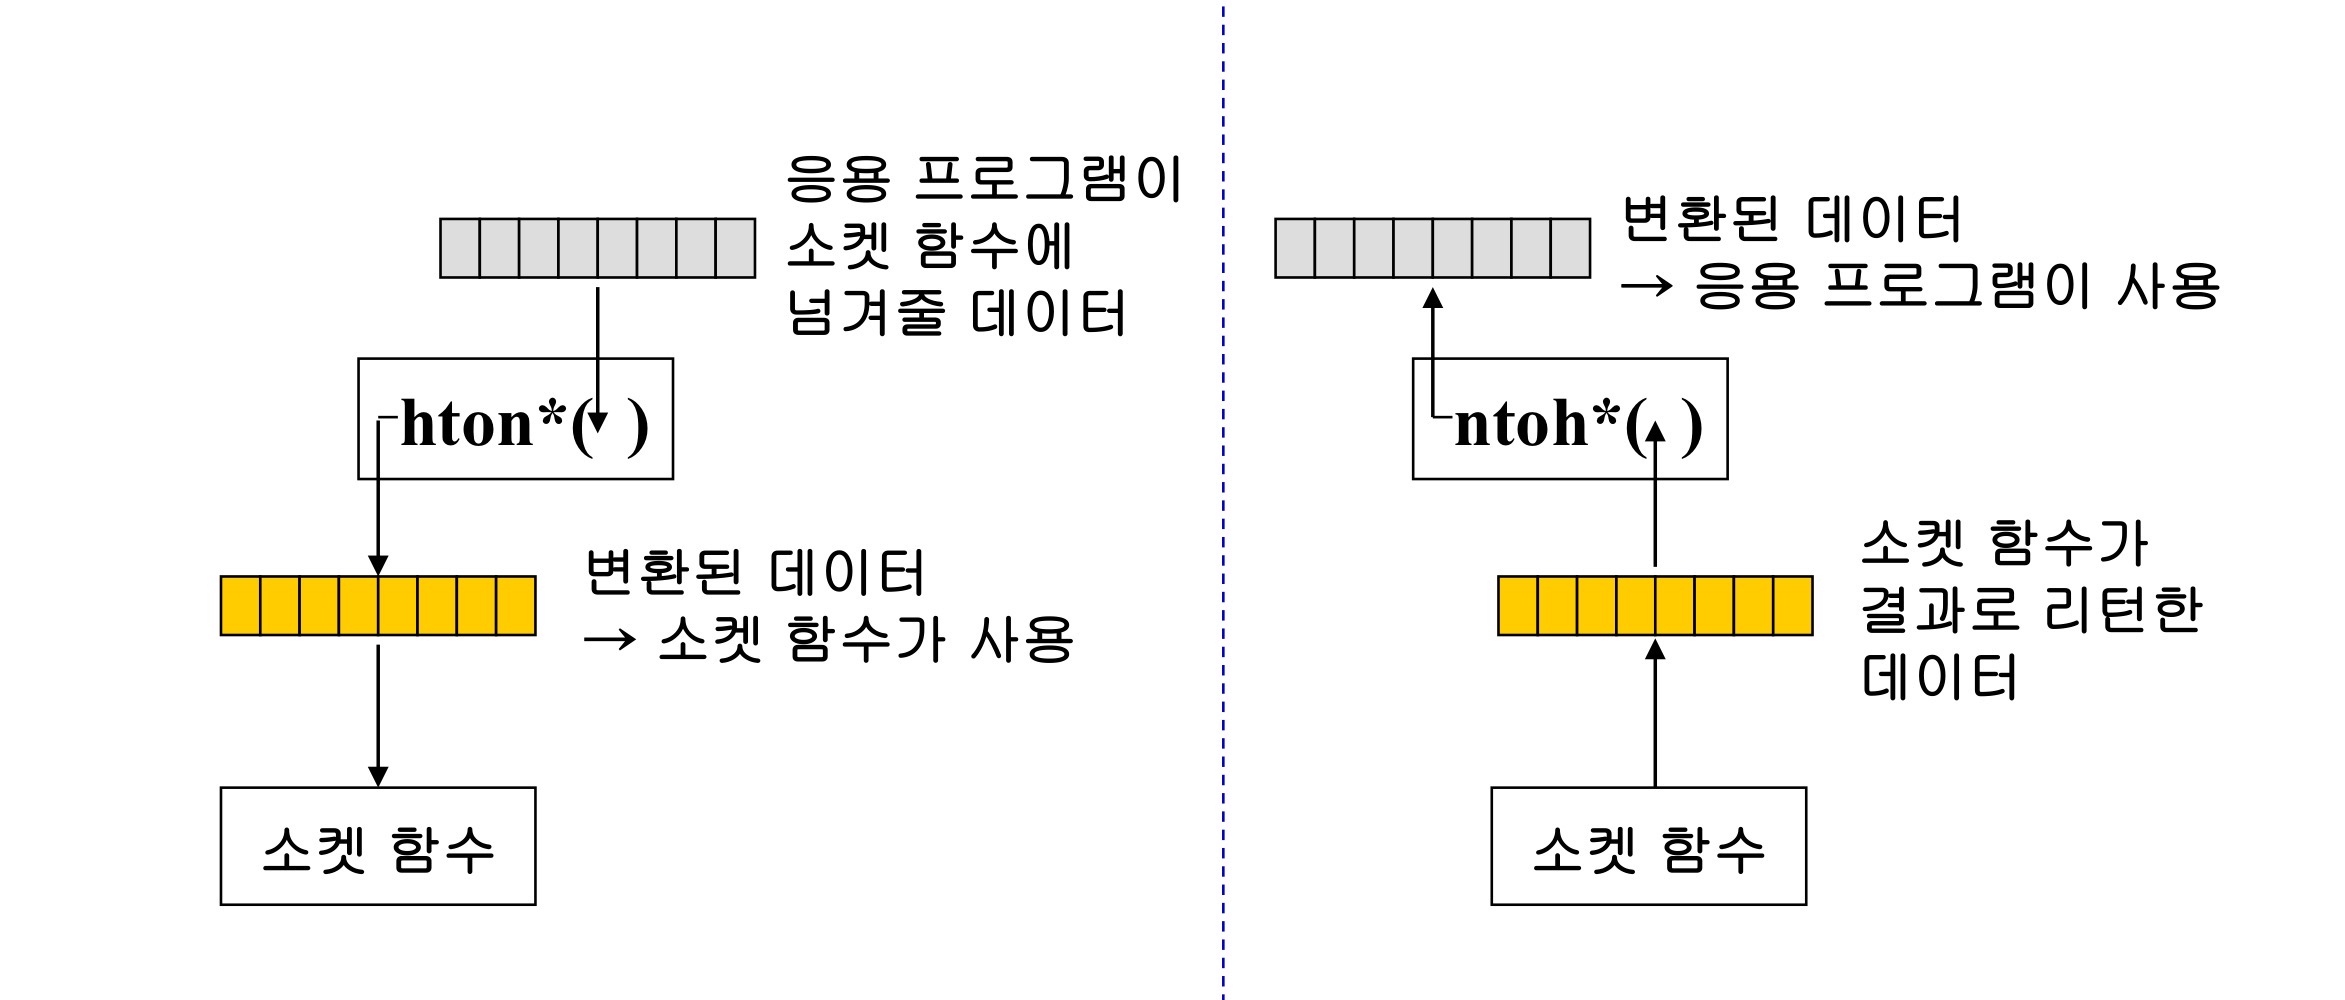 응용 프로그램이
소켓 함수에
넘겨줄 데이터
hton*( )
변환된 데이터
→ 소켓 함수가 사용
소켓 함수
변환된 데이터
→ 응용 프로그램이 사용
ntoh*( )
소켓 함수가
결과로 리턴한
데이터
소켓 함수